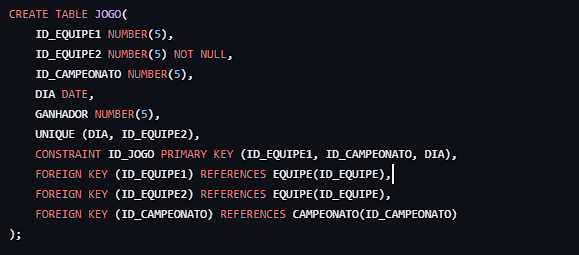 CREATE TABLE JOGO(
    ID_EQUIPE1 NUMBER(5),
    ID_EQUIPE2 NUMBER(5) NOT NULL,
    ID_CAMPEONATO NUMBER(5),
    DIA DATE,
    GANHADOR NUMBER(5),
    UNIQUE (DIA, ID_EQUIPE2),
    CONSTRAINT ID_JOGO PRIMARY KEY (ID_EQUIPE1, ID_CAMPEONATO, DIA),
    FOREIGN KEY (ID_EQUIPE1) REFERENCES EQUIPE(ID_EQUIPE),
    FOREIGN KEY (ID_EQUIPE2) REFERENCES EQUIPE(ID_EQUIPE),
    FOREIGN KEY (ID_CAMPEONATO) REFERENCES CAMPEONATO(ID_CAMPEONATO)
);